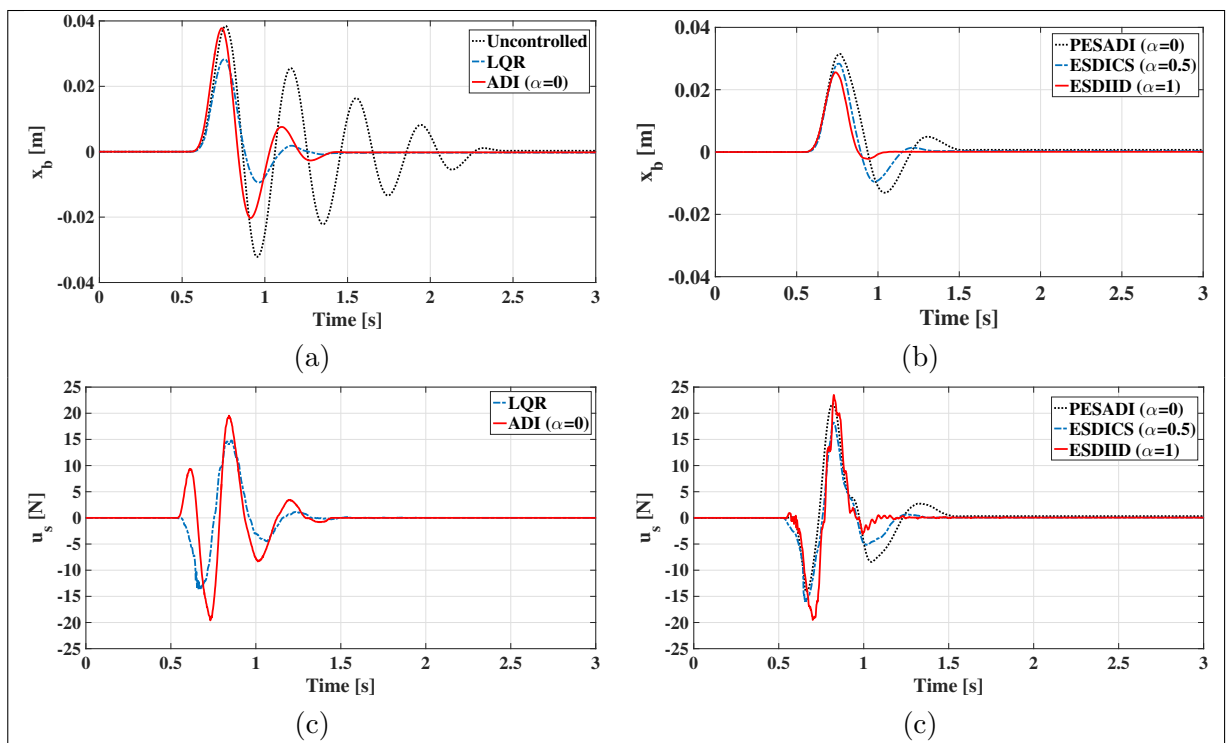 0.04
0.02
0
-0.02
-0.04
x_b [m]
0 0.5 1 1.5 2 2.5 3
Time [s]
Uncontrolled
LQR
ADI (α=0)
(a)
0.04
0.02
0
-0.02
-0.04
x_b [m]
0 0.5 1 1.5 2 2.5 3
Time [s]
PESADI (α=0)
ESDICS (α=0.5)
ESDIID (α=1)
(b)
25
20
15
10
5
0
-5
-10
-15
-20
-25
u_s [N]
0 0.5 1 1.5 2 2.5 3
Time [s]
LQR
ADI (α=0)
(c)
25
20
15
10
5
0
-5
-10
-15
-20
-25
u_s [N]
0 0.5 1 1.5 2 2.5 3
Time [s]
PESADI (α=0)
ESDICS (α=0.5)
ESDIID (α=1)
(c)